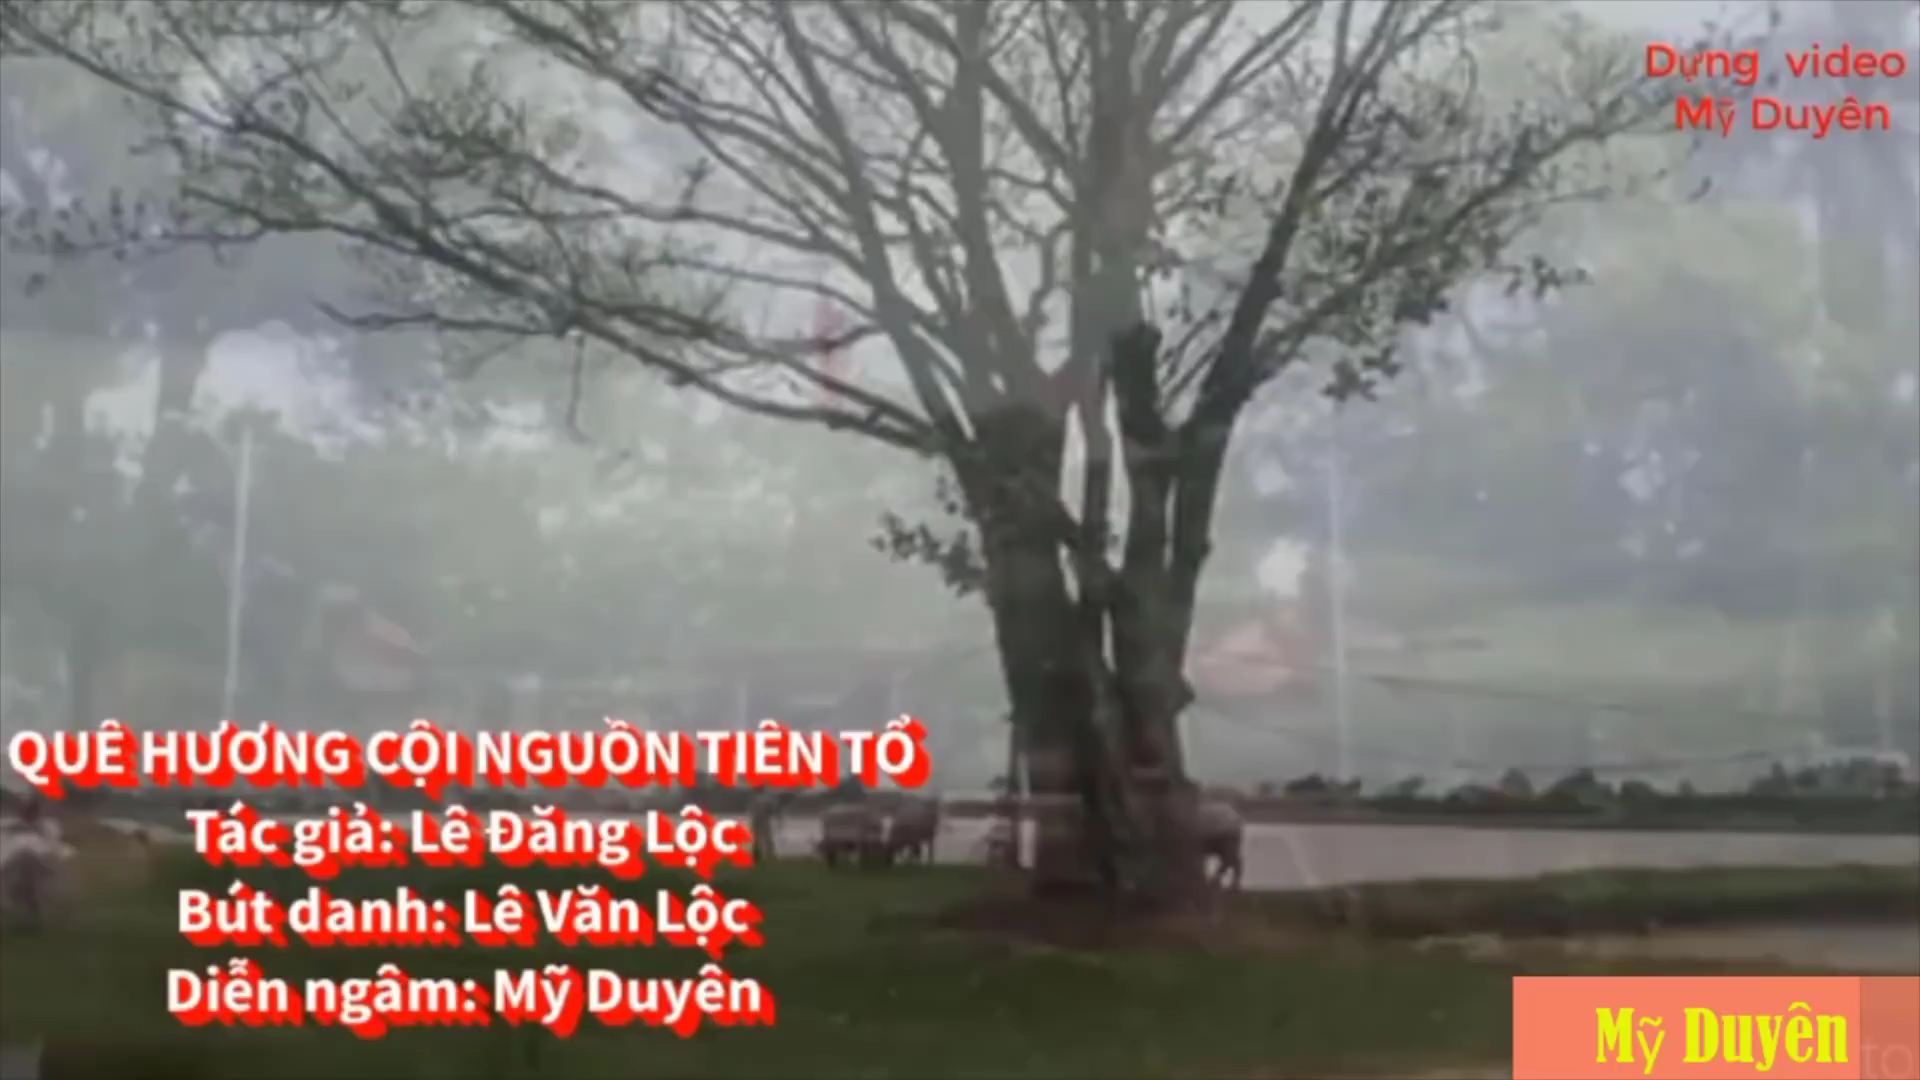 Dựng video
Mỹ Duyên
QUÊ HƯƠNG CỘI NGUỒN TIÊN TỔ
Tác giả: Lê Đăng Lộc
Bút danh: Lê Văn Lộc
Diễn ngâm: Mỹ Duyên
Mỹ Duyên